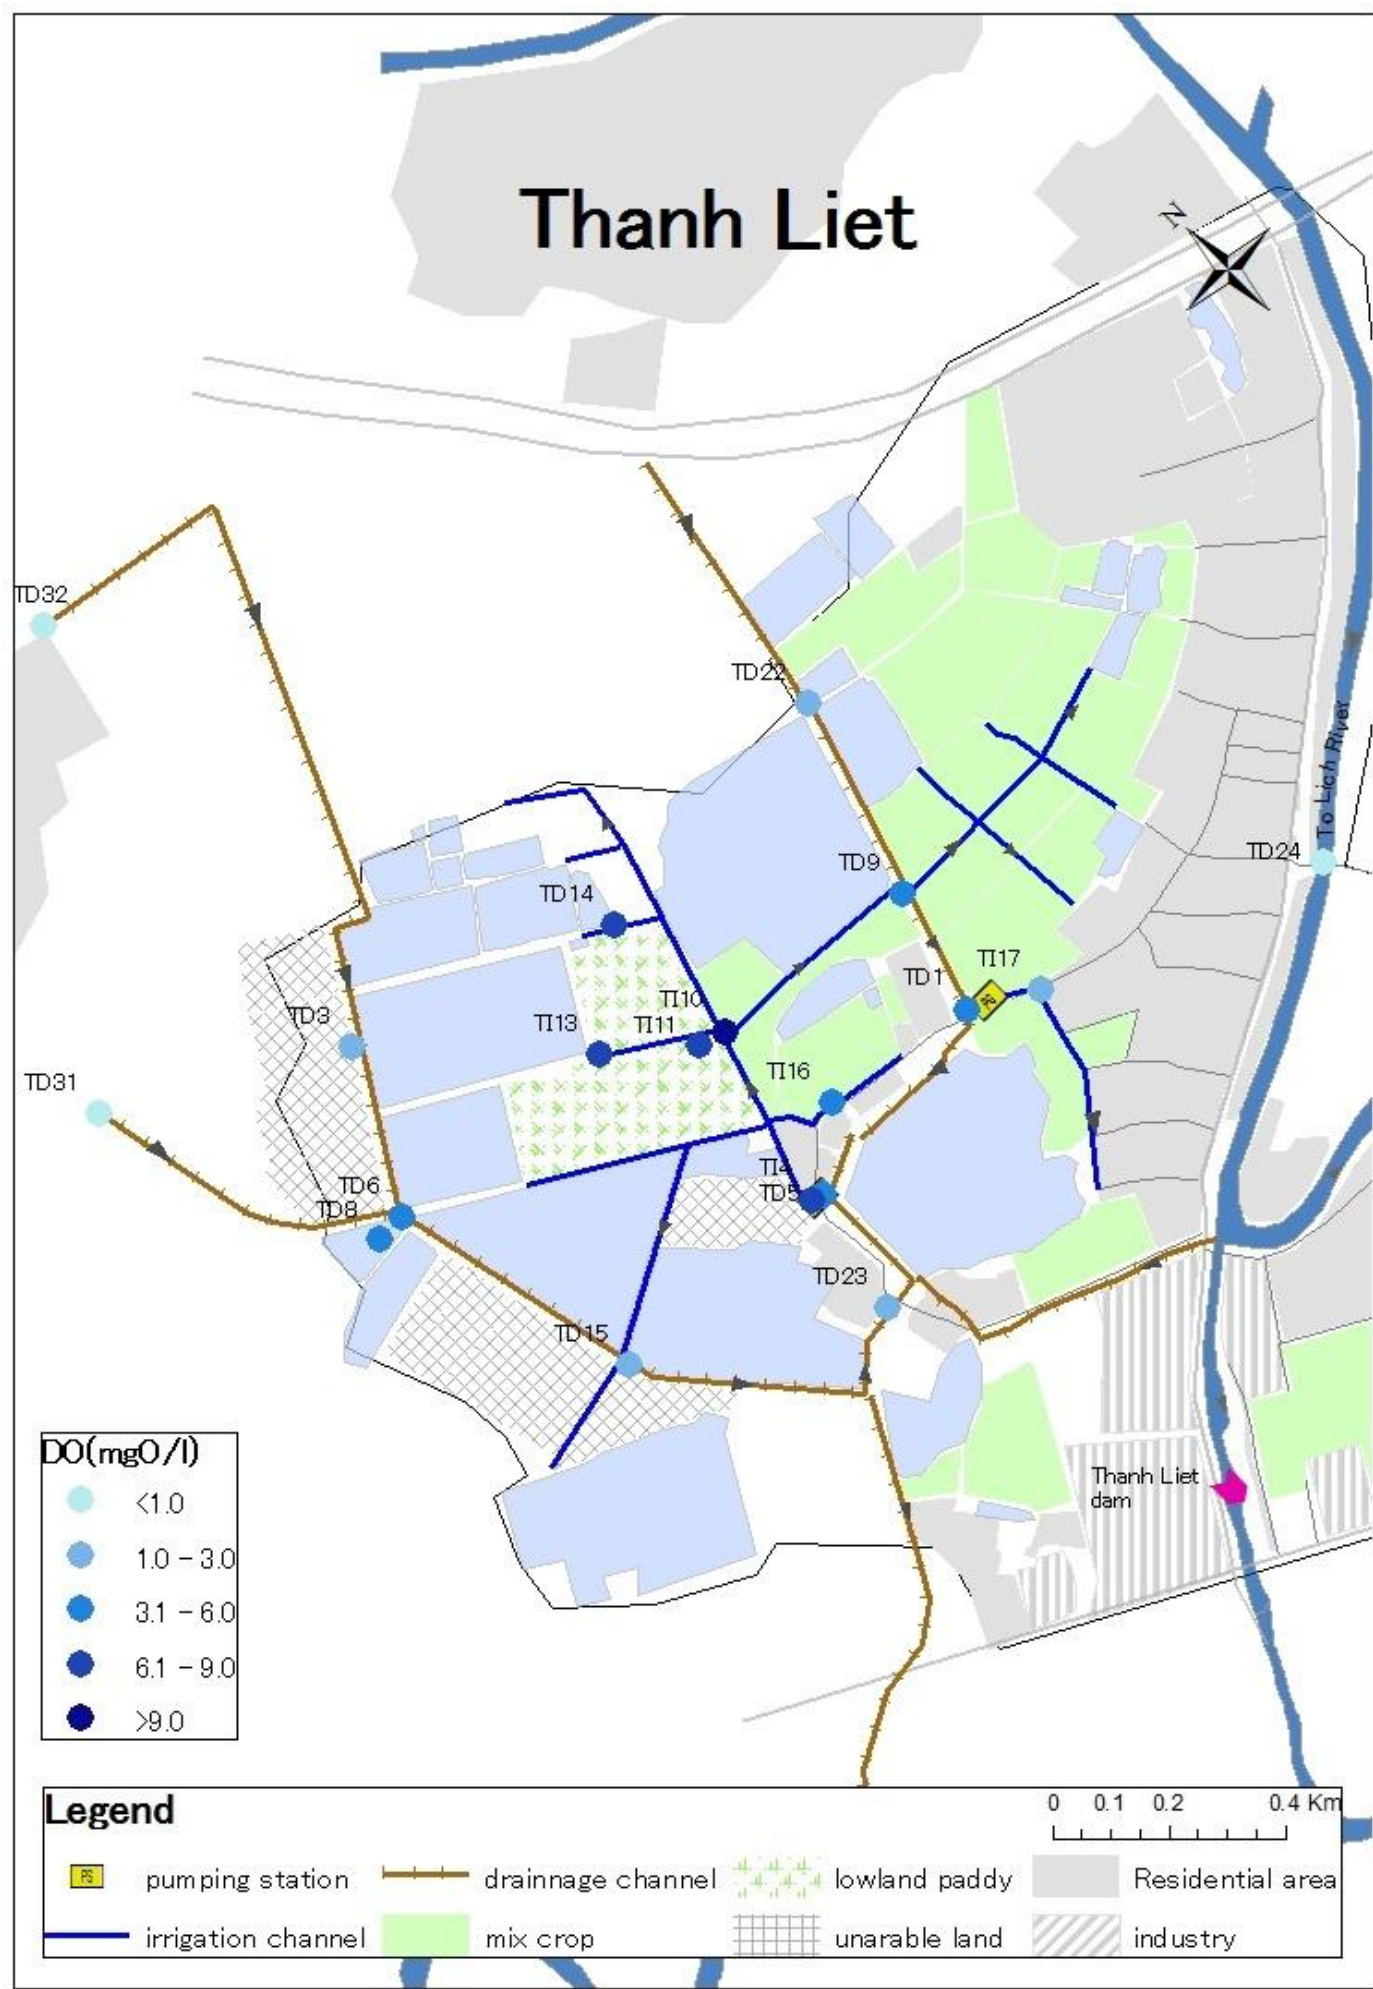 Thanh Liet
N
TD32
TD22
To Lich River
TD24
TD9
TD14
TI17
TD1
TI10
TI13
TI11
TD3
TI16
TD31
TI4
TD6
TD5
TD8
TD23
TD15
DO(mgO/l)
<1.0
1.0 - 3.0
3.1 - 6.0
6.1 - 9.0
>9.0
Thanh Liet
dam
PS
Legend
0 0.1 0.2 0.4 Km
PS pumping station drainnage channel lowland paddy Residential area
irrigation channel mix crop unarable land industry